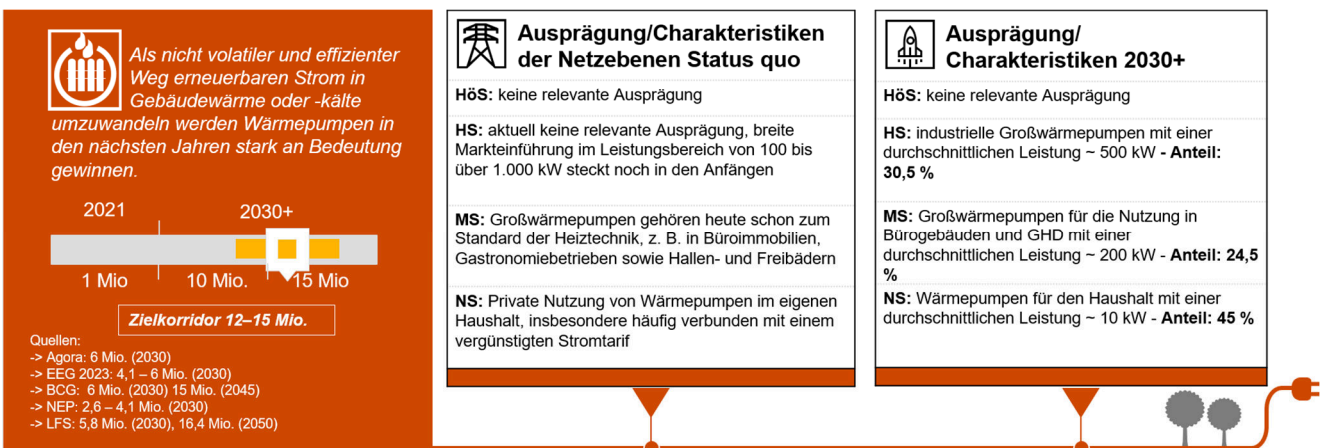 Als nicht volatiler und effizienter
Weg erneuerbaren Strom in
Gebäudewärme oder -kälte
umzuwandeln werden Wärmepumpen in
den nächsten Jahren stark an Bedeutung
gewinnen.
2021
2030+
1 Mio
10 Mio.
15 Mio
Zielkorridor 12–15 Mio.
Quellen:
-> Agora: 6 Mio. (2030)
-> EEG 2023: 4,1 – 6 Mio. (2030)
-> BCG:  6 Mio. (2030) 15 Mio. (2045)
-> NEP: 2,6 – 4,1 Mio. (2030)
-> LFS: 5,8 Mio. (2030), 16,4 Mio. (2050)
Ausprägung/Charakteristiken
der Netzebenen Status quo
HöS: keine relevante Ausprägung
HS: aktuell keine relevante Ausprägung, breite
Markteinführung im Leistungsbereich von 100 bis
über 1.000 kW steckt noch in den Anfängen
MS: Großwärmepumpen gehören heute schon zum
Standard der Heiztechnik, z. B. in Büroimmobilien,
Gastronomiebetrieben sowie Hallen- und Freibädern
NS: Private Nutzung von Wärmepumpen im eigenen
Haushalt, insbesondere häufig verbunden mit einem
vergünstigten Stromtarif
Ausprägung/
Charakteristiken 2030+
HöS: keine relevante Ausprägung
HS: industrielle Großwärmepumpen mit einer
durchschnittlichen Leistung ~ 500 kW - Anteil:
30,5 %
MS: Großwärmepumpen für die Nutzung in
Bürogebäuden und GHD mit einer
durchschnittlichen Leistung ~ 200 kW - Anteil: 24,5
%
NS: Wärmepumpen für den Haushalt mit einer
durchschnittlichen Leistung ~ 10 kW - Anteil: 45 %